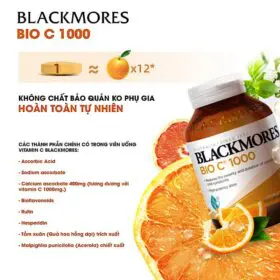 BLACKMORES
BIO C 1000
1 ≈ x12*
KHÔNG CHẤT BẢO QUẢN KO PHỤ GIA
HOÀN TOÀN TỰ NHIÊN
CÁC THÀNH PHẦN CHÍNH CÓ TRONG VIÊN UỐNG
VITAMIN C BLACKMORES:
- Ascorbic Acid
- Sodium ascorbate
- Calcium ascorbate 400mg (tương đương với
vitamin C 1000mg.)
- Bioflavonoids
- Rutin
- Hesperidin
- Tầm xuân (Quả hoa hồng dại) trích xuất
- Malpighia punicifolia (Acerola) chiết xuất
BLACKMORES
BIO C 1000